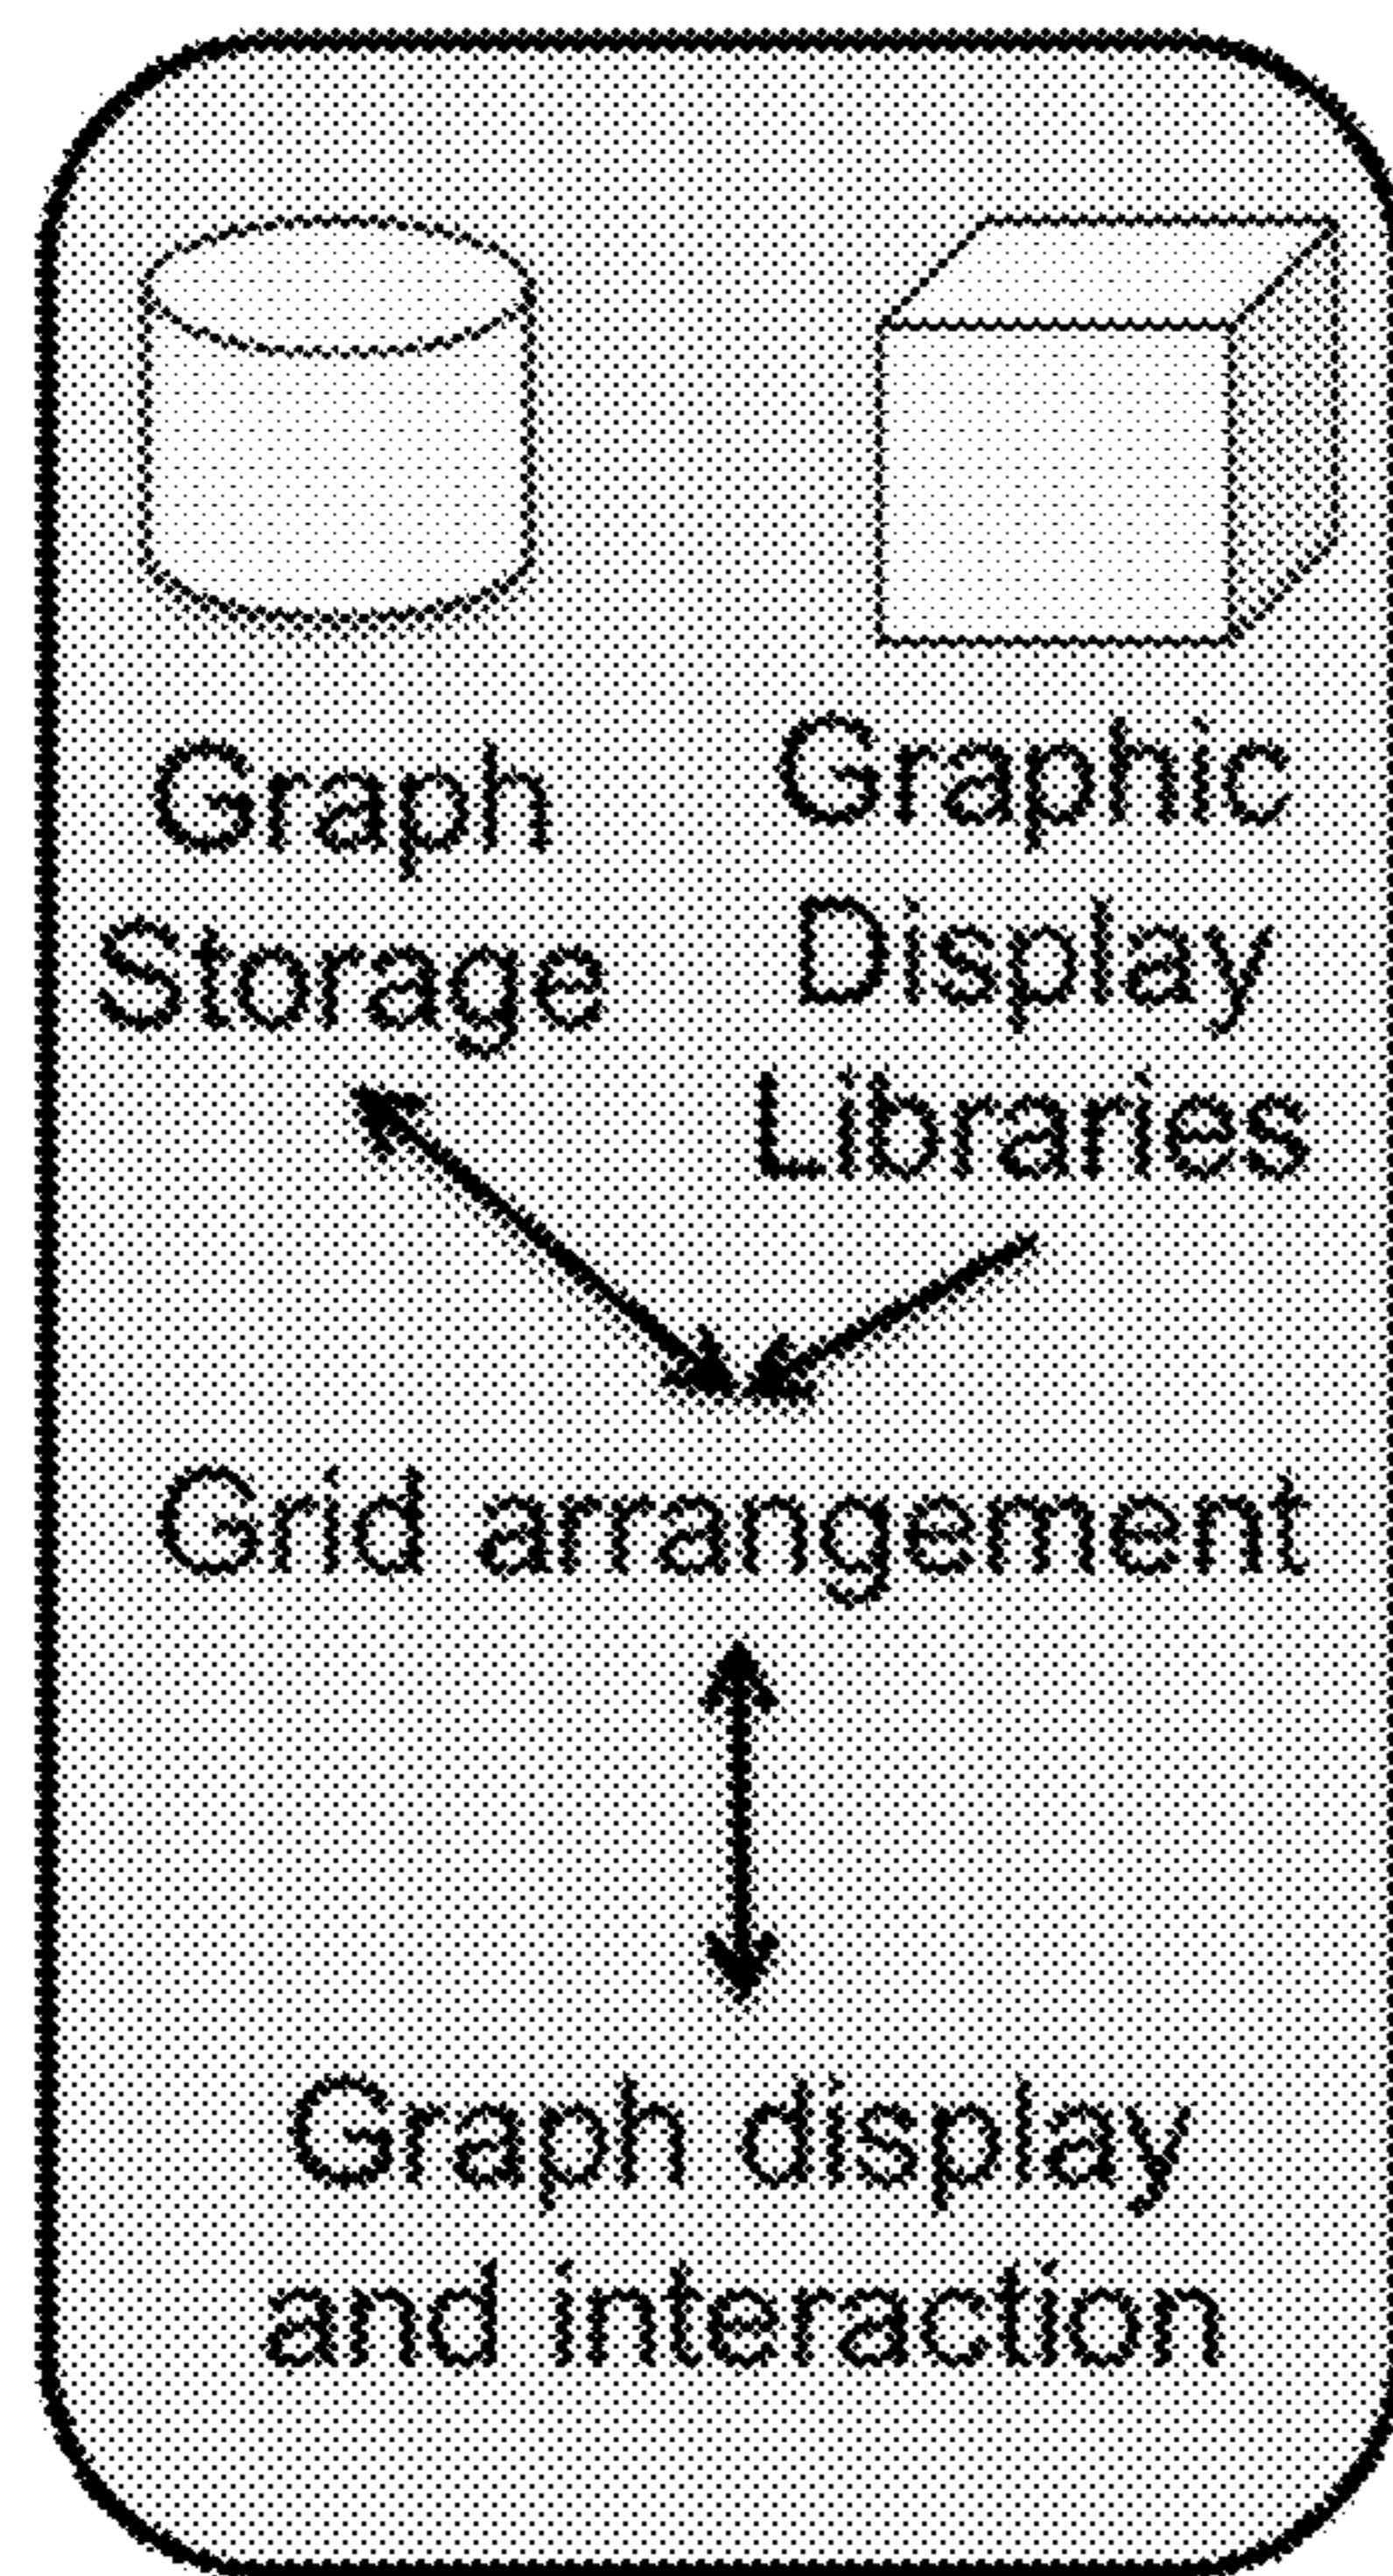 Graph
Storage
Graphic
Display
Libraries
Grid arrangement
Graph display
and interaction